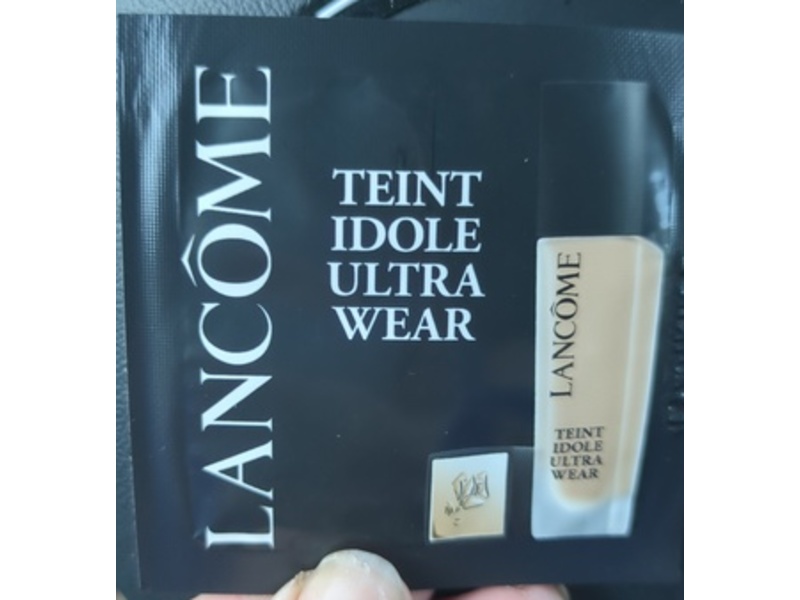 LANCÔME
TEINT
IDOLE
ULTRA
WEAR
LANCÔME
TEINT
IDOLE
ULTRA
WEAR